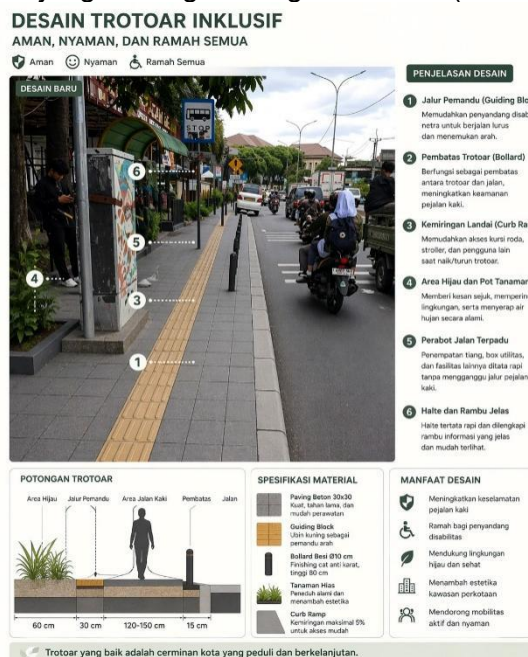 DESAIN TROTOAR INKLUSIF
AMAN, NYAMAN, DAN RAMAH SEMUA
Aman
Nyaman
Ramah Semua
DESAIN BARU
STOP
6
5
4
3
1
PENJELASAN DESAIN
1 Jalur Pemandu (Guiding Blo
Memudahkan penyandang disab
netra untuk berjalan lurus
dan menemukan arah.
2 Pembatas Trotoar (Bollard)
Berfungsi sebagai pembatas
antara trotoar dan jalan,
meningkatkan keamanan
pejalan kaki.
3 Kemiringan Landai (Curb Ra
Memudahkan akses kursi roda,
stroller, dan pengguna lain
saat naik/turun trotoar.
4 Area Hijau dan Pot Tanaman
Memberi kesan sejuk, memperin
lingkungan, serta menyerap air
hujan secara alami.
5 Perabot Jalan Terpadu
Penempatan tiang, box utilitas,
dan fasilitas lainnya ditata rapi
tanpa mengganggu jalur pejalan
kaki.
6 Halte dan Rambu Jelas
Halte tertata rapi dan dilengkapi
rambu informasi yang jelas
dan mudah terlihat.
POTONGAN TROTOAR
Area Hijau Jalur Pemandu Area Jalan Kaki Pembatas Jalan
60 cm 30 cm 120-150 cm 15 cm
SPESIFIKASI MATERIAL
Paving Beton 30x30
Kuat, tahan lama, dan
mudah perawatan
Guiding Block
Ubin kuning sebagai
pemandu arah
Bollard Besi Ø10 cm
Finishing cat anti karat,
tinggi 80 cm
Tanaman Hias
Peneduh alami dan
menambah estetika
Curb Ramp
Kemiringan maksimal 5%
untuk akses mudah
MANFAAT DESAIN
Meningkatkan keselamatan
pejalan kaki
Ramah bagi penyandang
disabilitas
Mendukung lingkungan
hijau dan sehat
Menambah estetika
kawasan perkotaan
Mendorong mobilitas
aktif dan nyaman
Trotoar yang baik adalah cerminan kota yang peduli dan berkelanjutan.